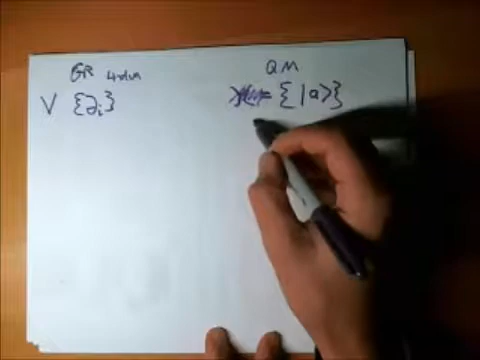 GR 4dim QM
V {∂i} = {|a>}